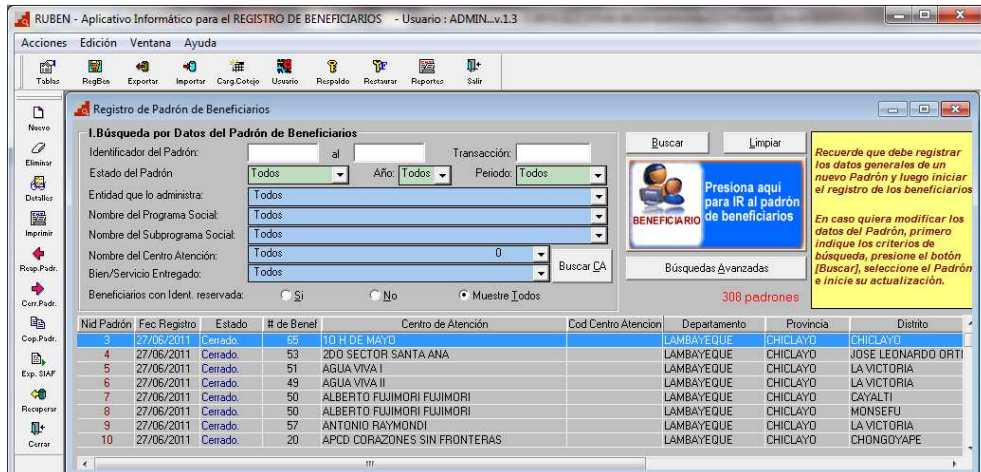 RUBEN - Aplicativo Informático para el REGISTRO DE BENEFICIARIOS - Usuario : ADMIN...v.1.3
Acciones Edición Ventana Ayuda
Tablas RegBen Exportar Importar Carg.Cotejo Usuario Respaldo Restaurar Reportes Salir
Nuevo
Eliminar
Detalles
Imprimir
Reap.Padr.
Cerr.Padr.
Cop.Padr.
Exp. SIAF
Recuperar
Cerrar
Registro de Padrón de Beneficiarios
I.Búsqueda por Datos del Padrón de Beneficiarios
Identificador del Padrón: al Transacción:
Estado del Padrón Todos Año: Todos Periodo: Todos
Entidad que lo administra: Todos
Nombre del Programa Social: Todos
Nombre del Subprograma Social: Todos
Nombre del Centro Atención: Todos 0
Bien/Servicio Entregado: Todos
Buscar CA
Beneficiarios con Ident. reservada: Si No Muestre Todos
Buscar Limpiar
BENEFICIARIO
Presiona aqui
para IR al padrón
de beneficiarios
Búsquedas Avanzadas
308 padrones
Recuerde que debe registrar
los datos generales de
un nuevo Padrón y luego iniciar
el registro de los beneficiarios
En caso quiera modificar los
datos del Padrón, primero
indique los criterios de
búsqueda, presione el botón
[Buscar], seleccione el Padrón
e inicie su actualización.
Nid Padrón Fec Registro Estado # de Benef Centro de Atención Cod Centro Atencion Departamento Provincia Distrito
3 27/06/2011 Cerrado. 65 10 H DE MAYO LAMBAYEQUE CHICLAYO CHICLAYO
4 27/06/2011 Cerrado. 53 2DO SECTOR SANTA ANA LAMBAYEQUE CHICLAYO JOSE LEONARDO ORTI
5 27/06/2011 Cerrado. 51 AGUA VIVA I LAMBAYEQUE CHICLAYO LA VICTORIA
6 27/06/2011 Cerrado. 49 AGUA VIVA II LAMBAYEQUE CHICLAYO LA VICTORIA
7 27/06/2011 Cerrado. 50 ALBERTO FUJIMORI FUJIMORI LAMBAYEQUE CHICLAYO CAYALTI
8 27/06/2011 Cerrado. 50 ALBERTO FUJIMORI FUJIMORI LAMBAYEQUE CHICLAYO MONSEFU
9 27/06/2011 Cerrado. 57 ANTONIO RAYMONDI LAMBAYEQUE CHICLAYO LA VICTORIA
10 27/06/2011 Cerrado. 20 APCD CORAZONES SIN FRONTERAS LAMBAYEQUE CHICLAYO CHONGOYAPE